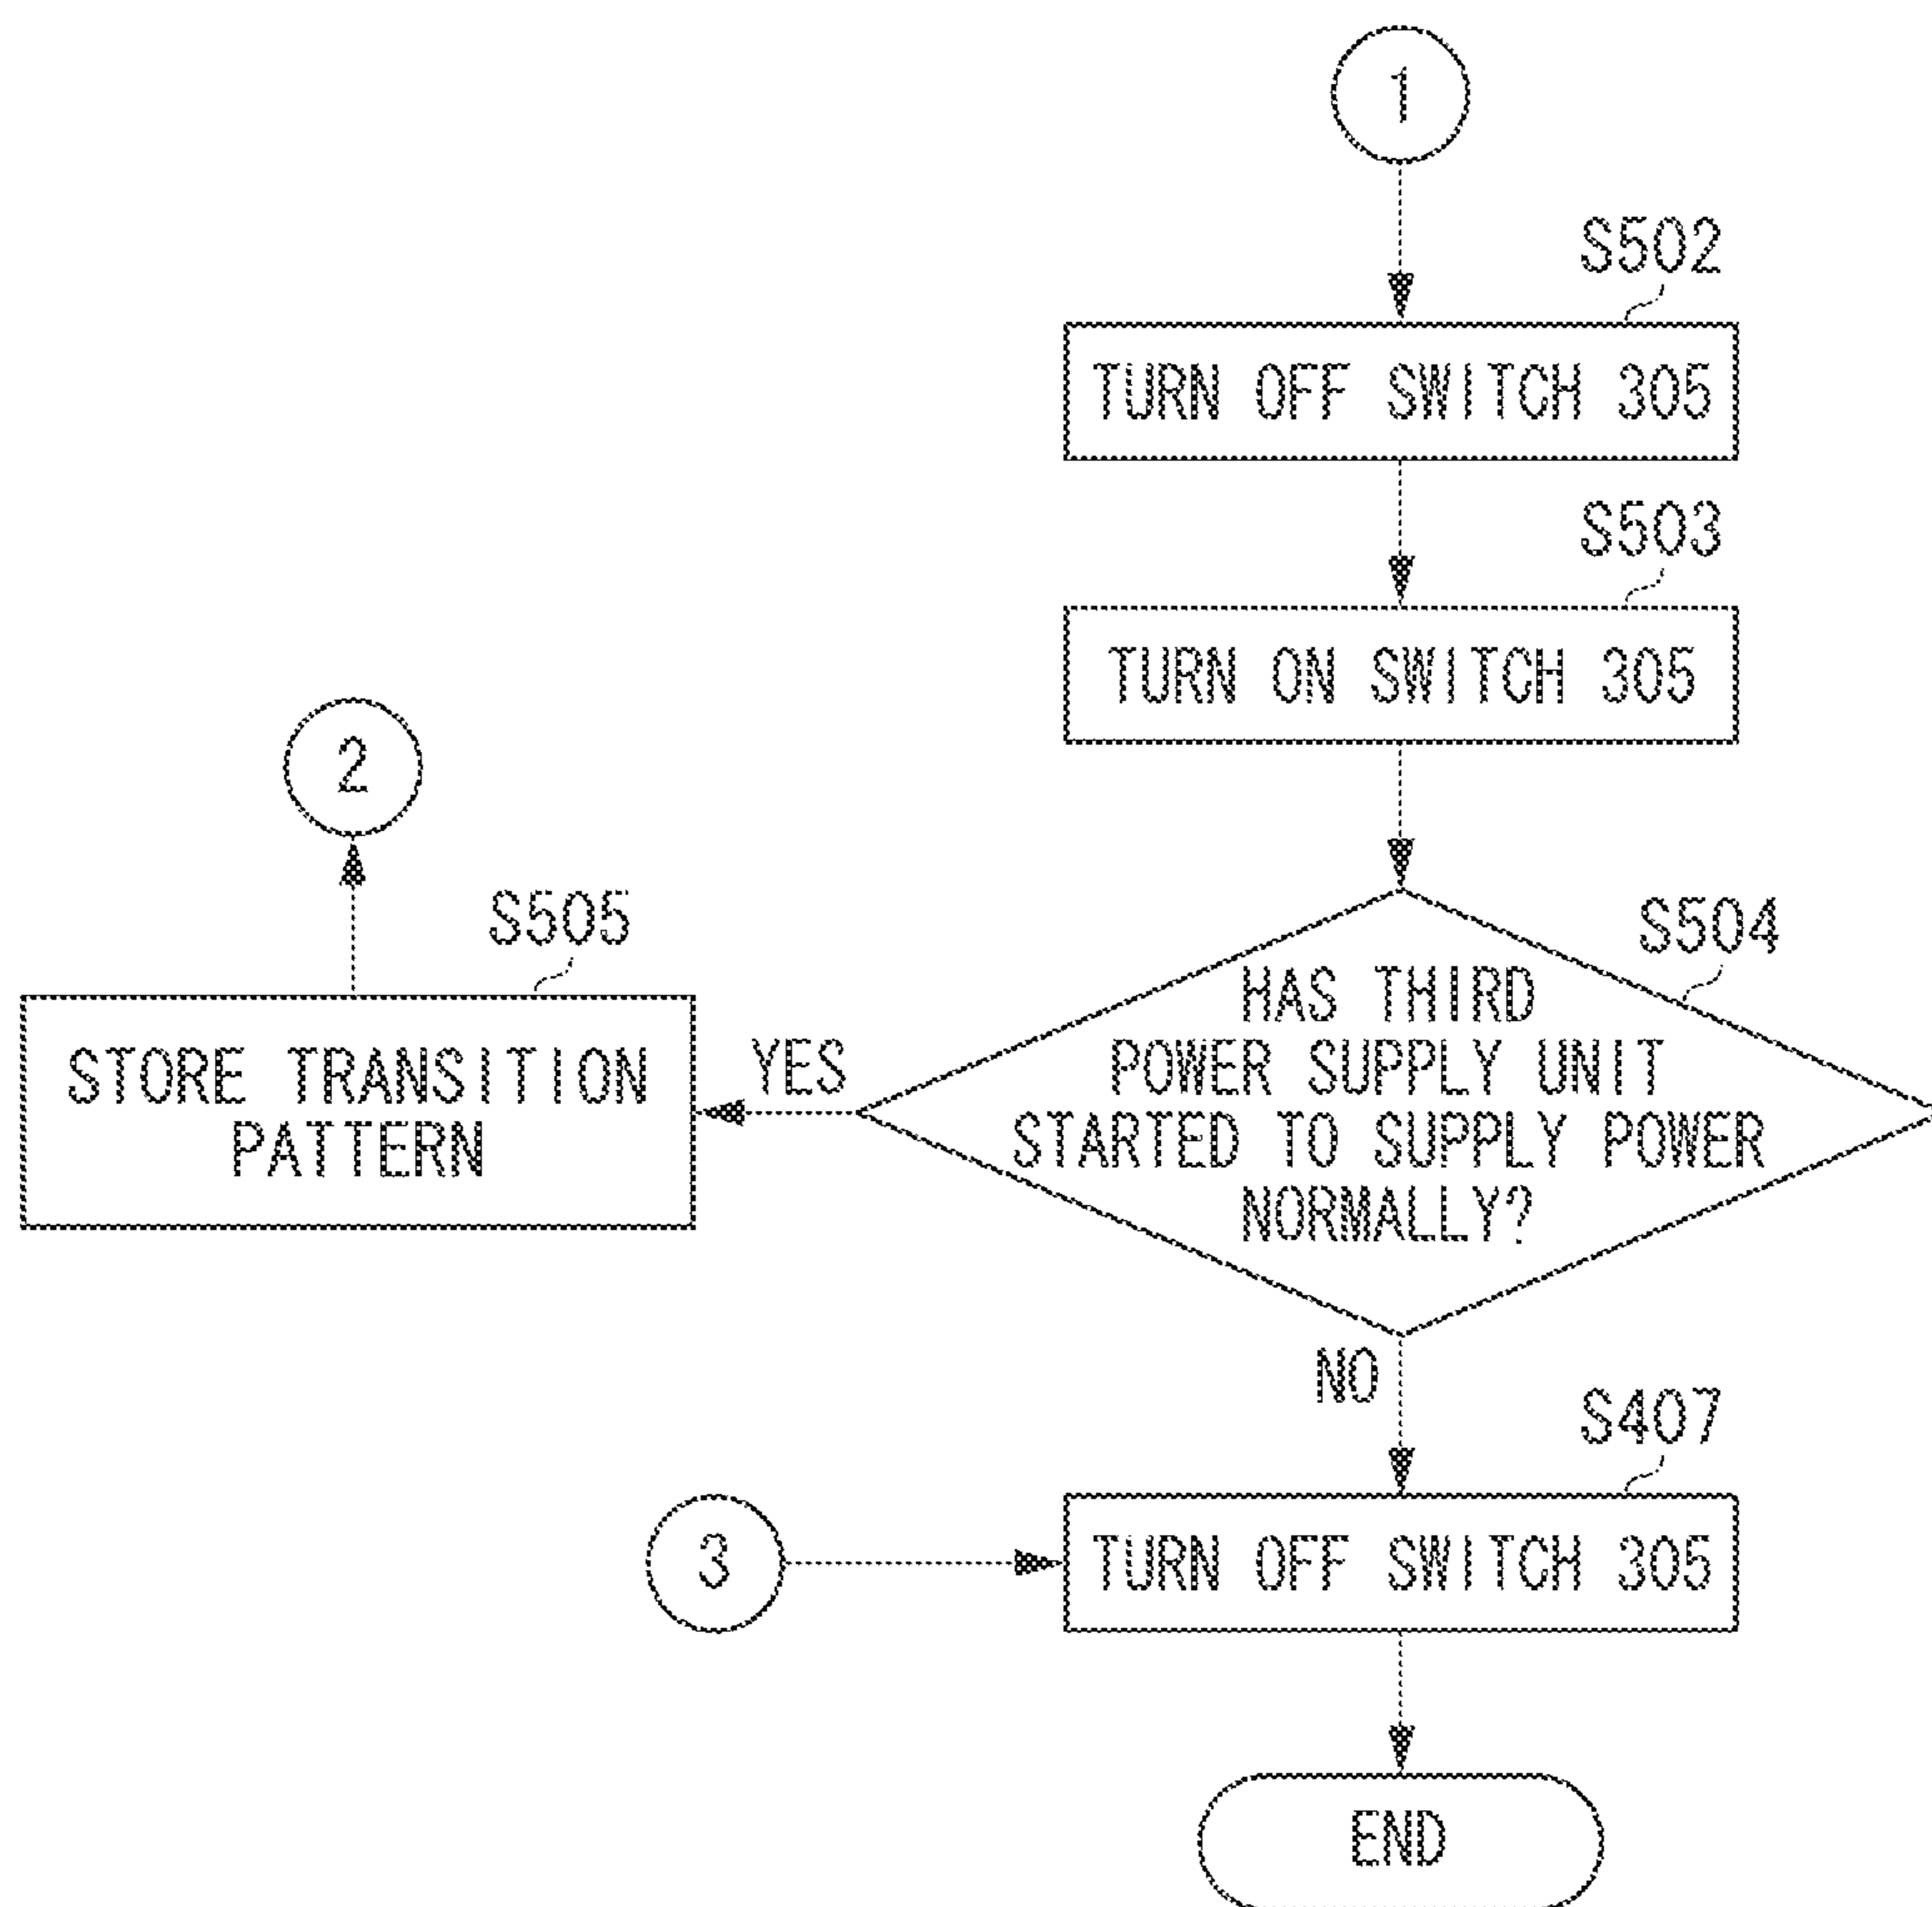 1
S502
TURN OFF SWITCH 305
S503
TURN ON SWITCH 305
2
S505
STORE TRANSITION
PATTERN
YES
S504
HAS THIRD
POWER SUPPLY UNIT
STARTED TO SUPPLY POWER
NORMALLY?
NO
S407
3
TURN OFF SWITCH 305
END